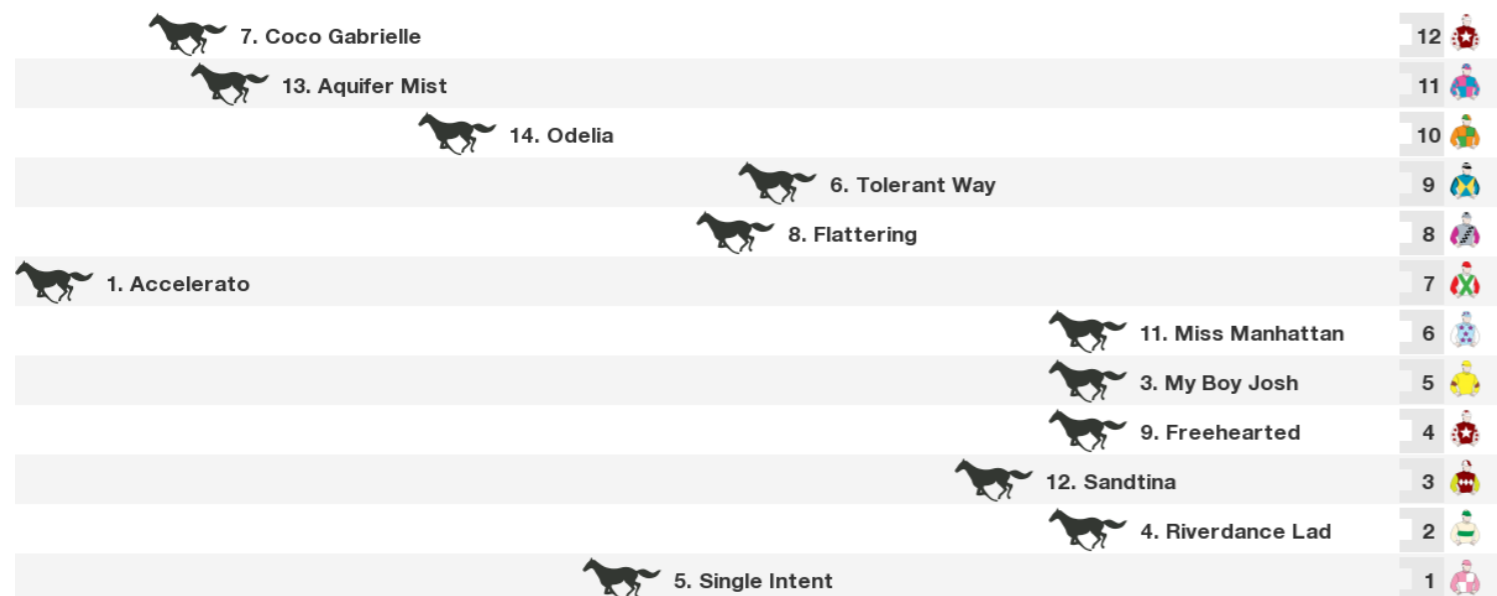 7. Coco Gabrielle 12
13. Aquifer Mist 11
14. Odelia 10
6. Tolerant Way 9
8. Flattering 8
1. Accelerato 7
11. Miss Manhattan 6
3. My Boy Josh 5
9. Freehearted 4
12. Sandtina 3
4. Riverdance Lad 2
5. Single Intent 1